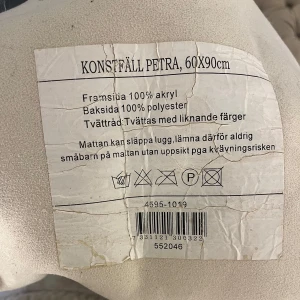 KONSTFÄLL PETRA, 60X90cm
Framsida 100% akryl
Baksida 100% polyester
Tvättråd: Tvättas med liknande färger
Mattan kan släppa lugg, lämna därför aldrig
småbarn på mattan utan uppsikt pga kvävningsrisken
P
4695-1019
552046